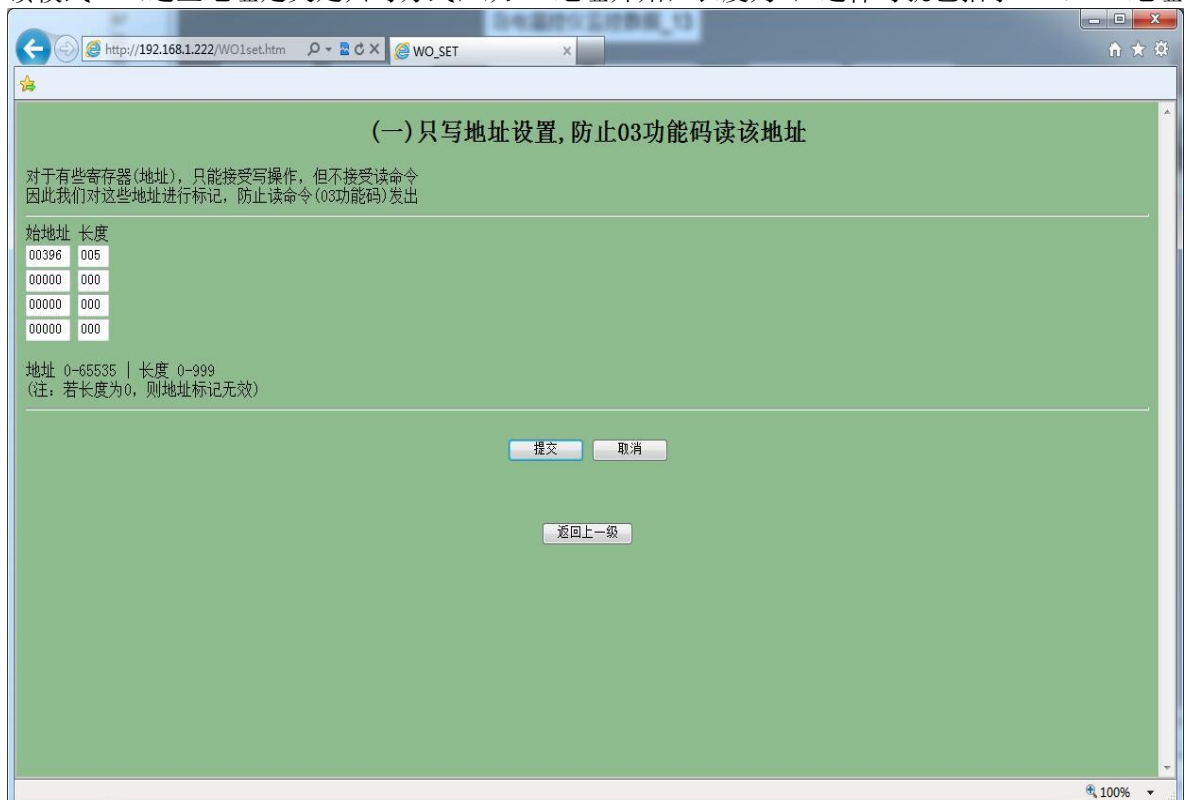 http://192.168.1.222/WO1set.htm
WO_SET
(一)只写地址设置,防止03功能码读该地址
对于有些寄存器(地址), 只能接受写操作, 但不接受读命令
因此我们对这些地址进行标记, 防止读命令(03功能码)发出
始地址 长度
00396 005
00000 000
00000 000
00000 000
地址 0-65535 | 长度 0-999
(注: 若长度为0, 则地址标记无效)
提交 取消
返回上一级
100%